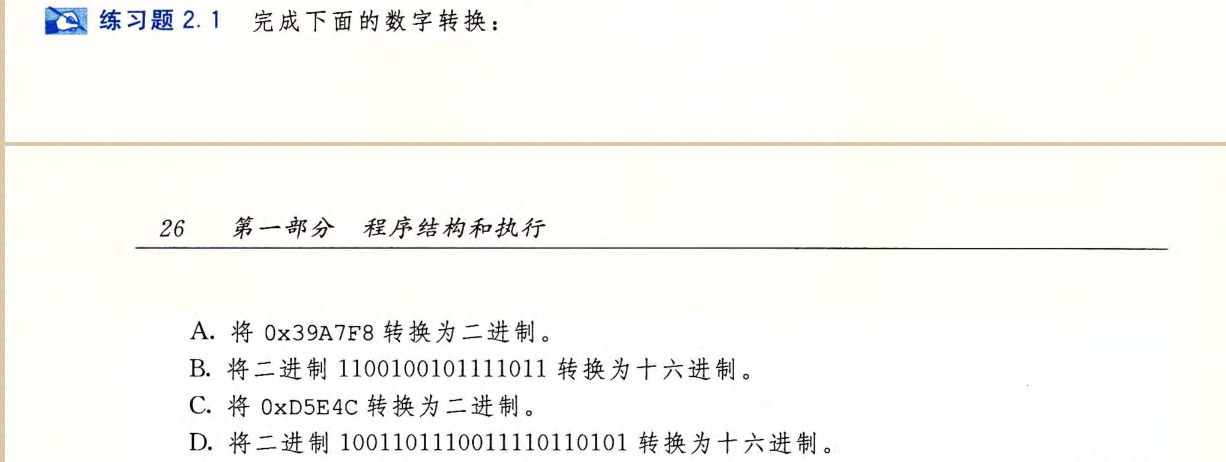 练习题 2.1 完成下面的数字转换：
26 第一部分 程序结构和执行
A. 将 0x39A7F8 转换为二进制。
B. 将二进制 1100100101111011 转换为十六进制。
C. 将 0xD5E4C 转换为二进制。
D. 将二进制 1001101110011110110101 转换为十六进制。